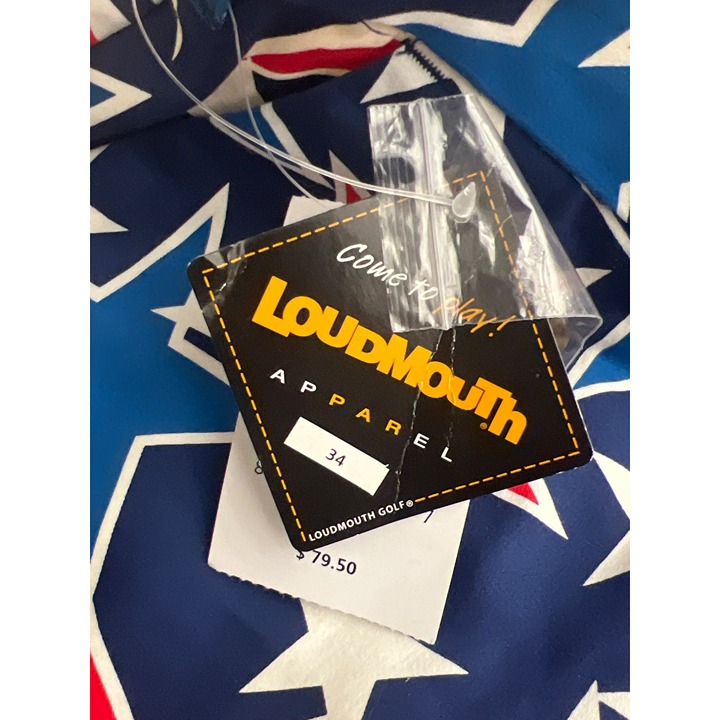 Come to play!
LOUDMOUTH®
APPAREL
34
LOUDMOUTH GOLF®
$ 79.50